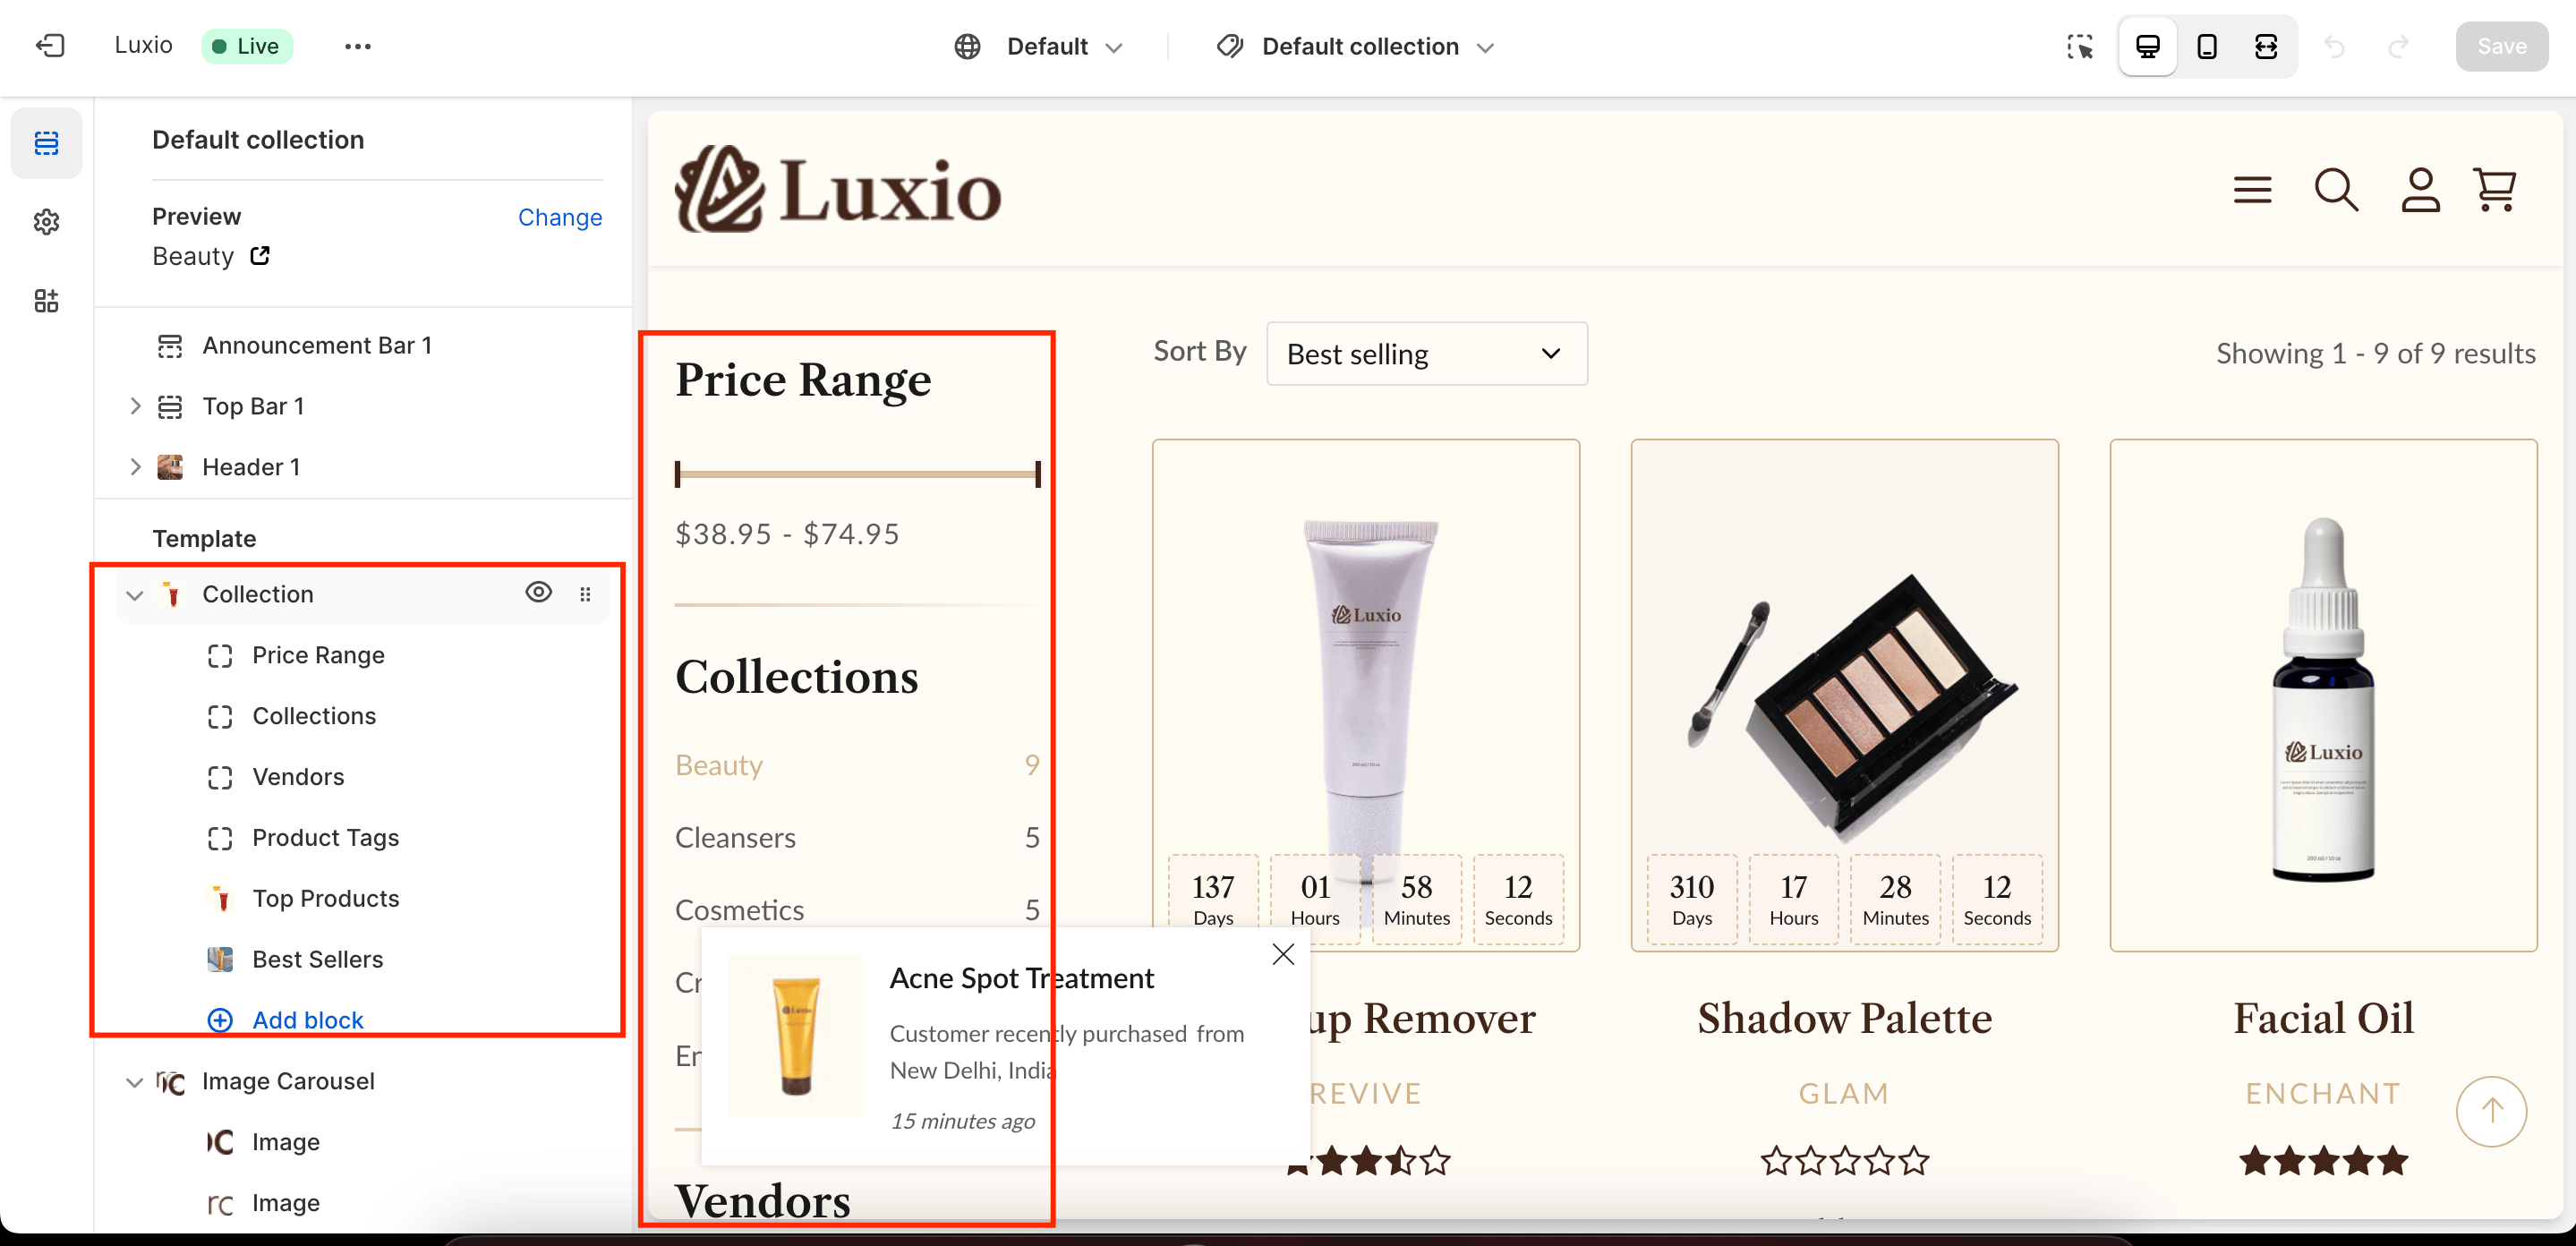 Luxio
Live
Default
Default collection
Save
Default collection
Preview
Change
Beauty
Announcement Bar 1
Top Bar 1
Header 1
Template
Collection
Price Range
Collections
Vendors
Product Tags
Top Products
Best Sellers
Add block
Image Carousel
Image
Image
Luxio
Price Range
$38.95 - $74.95
Collections
Beauty 9
Cleansers 5
Cosmetics 5
Cr
En
Vendors
Sort By
Best selling
Showing 1 - 9 of 9 results
Luxio
137 01 58 12
Days Hours Minutes Seconds
310 17 28 12
Days Hours Minutes Seconds
Luxio
Acne Spot Treatment
Customer recently purchased from
New Delhi, India
15 minutes ago
up Remover
REVIVE
Shadow Palette
GLAM
Facial Oil
ENCHANT